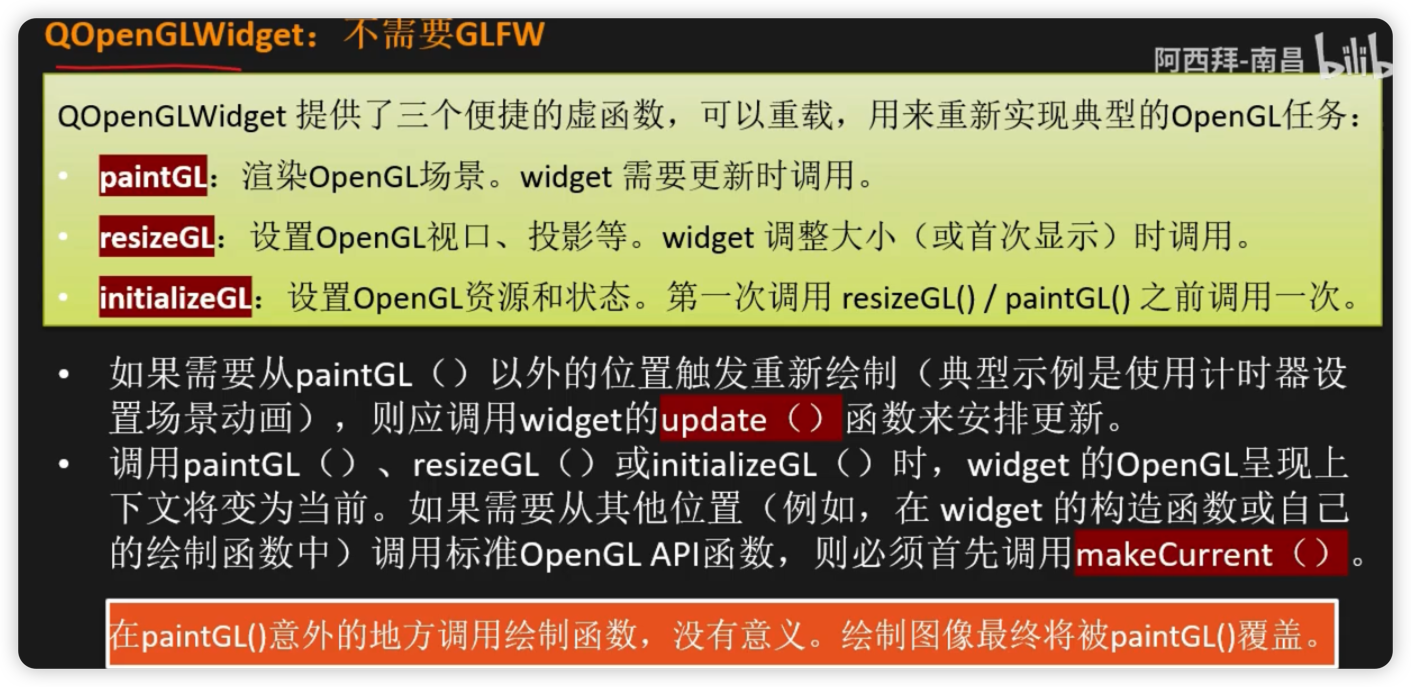 QOpenGLWidget：不需要GLFW
阿西拜-南昌 bilib
QOpenGLWidget 提供了三个便捷的虚函数，可以重载，用来重新实现典型的OpenGL任务：
• paintGL：渲染OpenGL场景。widget 需要更新时调用。
• resizeGL：设置OpenGL视口、投影等。widget 调整大小（或首次显示）时调用。
• initializeGL：设置OpenGL资源和状态。第一次调用 resizeGL() / paintGL() 之前调用一次。
• 如果需要从paintGL（）以外的位置触发重新绘制（典型示例是使用计时器设
置场景动画），则应调用widget的update（）函数来安排更新。
• 调用paintGL（）、resizeGL（）或initializeGL（）时，widget 的OpenGL呈现上
下文将变为当前。如果需要从其他位置（例如，在 widget 的构造函数或自己
的绘制函数中）调用标准OpenGL API函数，则必须首先调用makeCurrent（）。
在paintGL()意外的地方调用绘制函数，没有意义。绘制图像最终将被paintGL()覆盖。